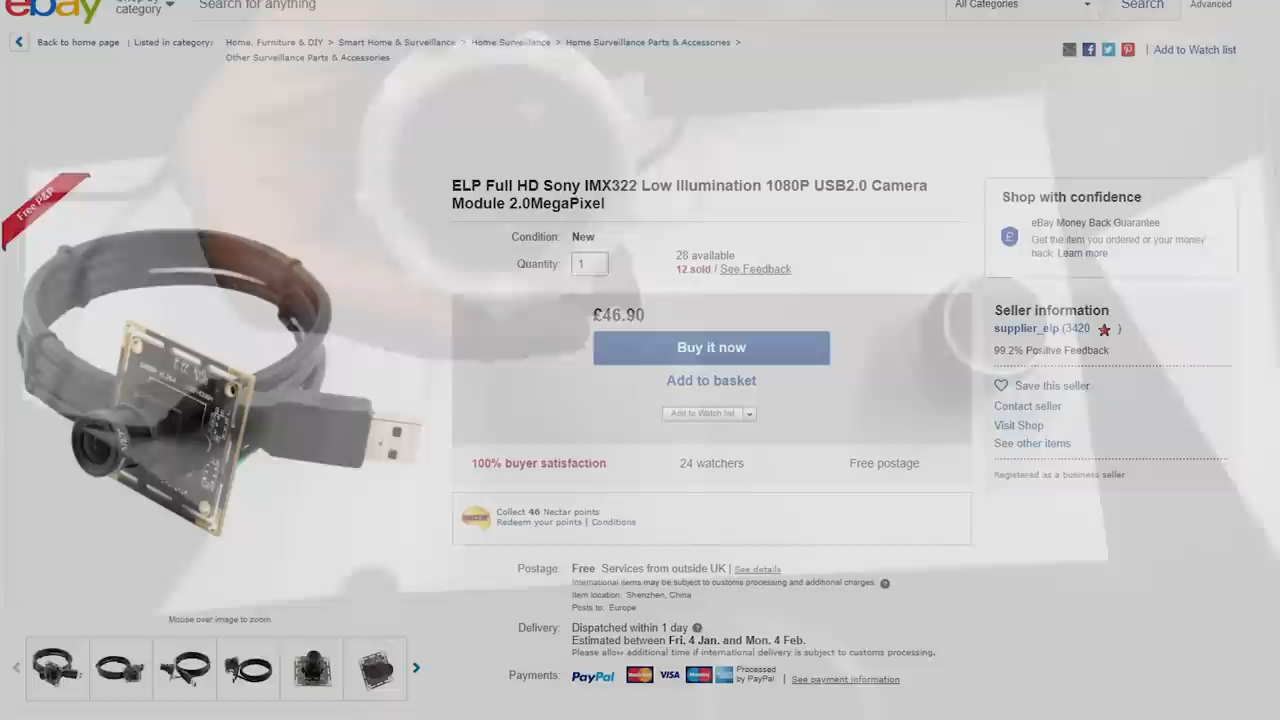 ebay
Shop by
category
Search for anything
All Categories
Search
Advanced
Back to home page | Listed in category:
Home, Furniture & DIY > Smart Home & Surveillance > Home Surveillance > Home Surveillance Parts & Accessories >
Other Surveillance Parts & Accessories
| Add to Watch list
Free P&P
ELP Full HD Sony IMX322 Low Illumination 1080P USB2.0 Camera
Module 2.0MegaPixel
Condition: New
Quantity: 1
28 available
12 sold / See Feedback
£46.90
Buy it now
Add to basket
Add to Watch list
100% buyer satisfaction
24 watchers
Free postage
Collect 46 Nectar points
Redeem your points | Conditions
Postage: Free Services from outside UK | See details
International items may be subject to customs processing and additional charges.
Item location: Shenzhen, China
Posts to: Europe
Delivery: Dispatched within 1 day
Estimated between Fri. 4 Jan. and Mon. 4 Feb.
Please allow additional time if international delivery is subject to customs processing.
Payments: PayPal VISA Processed
by PayPal | See payment information
Mouse over image to zoom
Shop with confidence
eBay Money Back Guarantee
Get the item you ordered or your money
back. Learn more
Seller information
supplier_elp (3420 )
99.2% Positive Feedback
Save this seller
Contact seller
Visit Shop
See other items
Registered as a business seller